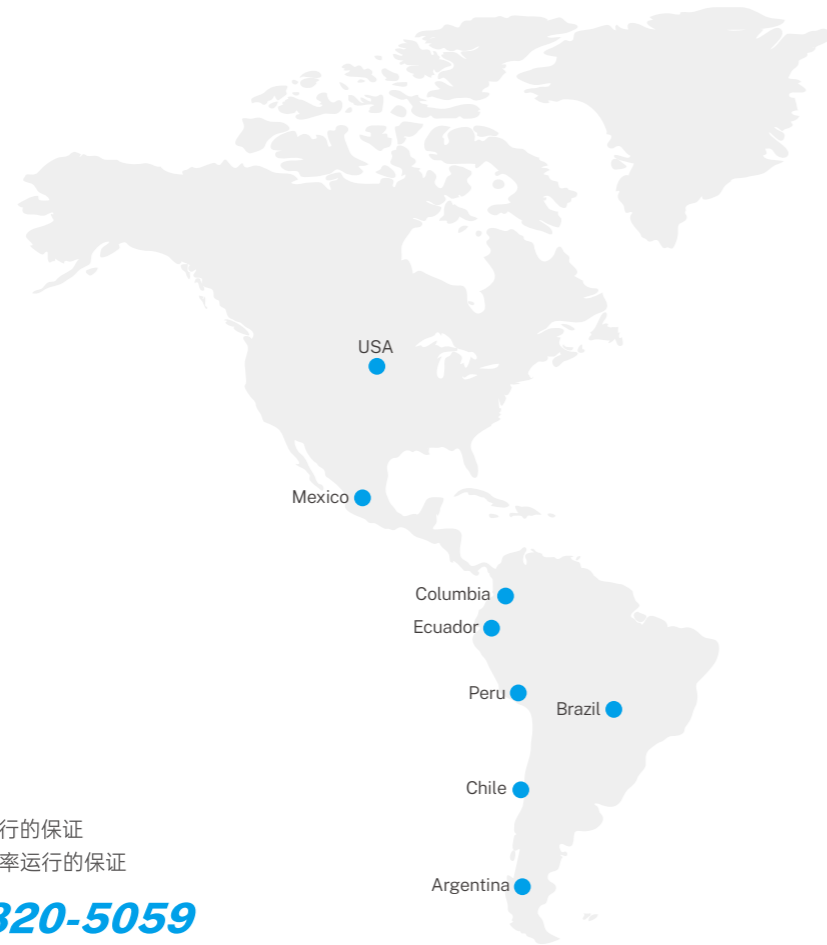 USA
Mexico
Columbia
Ecuador
Peru
Brazil
Chile
Argentina
行的保证
率运行的保证
820-5059